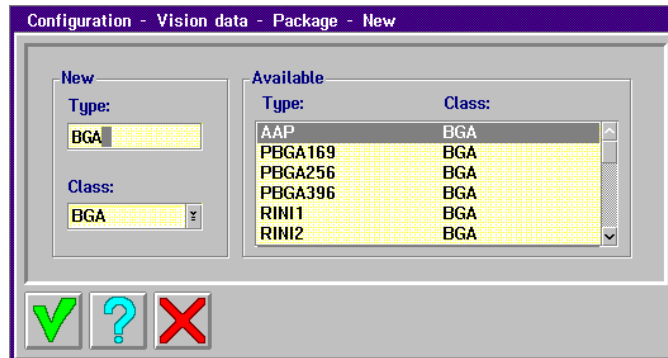 Configuration - Vision data - Package - New
New
Type:
BGA
Class:
BGA
Available
Type: Class:
AAP BGA
PBGA169 BGA
PBGA256 BGA
PBGA396 BGA
RINI1 BGA
RINI2 BGA
?